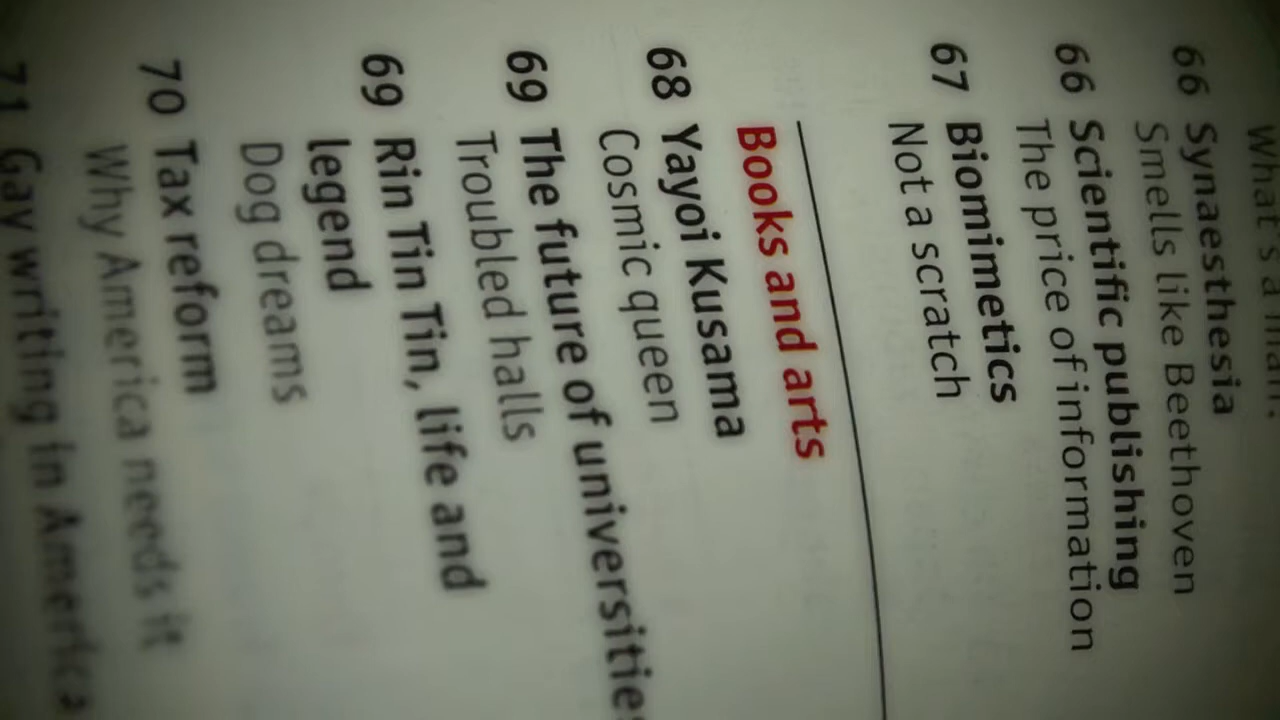 What's a man?
66 Synaesthesia
Smells like Beethoven
66 Scientific publishing
The price of information
67 Biomimetics
Not a scratch
Books and arts
68 Yayoi Kusama
Cosmic queen
69 The future of universities
Troubled halls
69 Rin Tin Tin, life and
legend
Dog dreams
70 Tax reform
Why America needs it
71 Gay writing in America